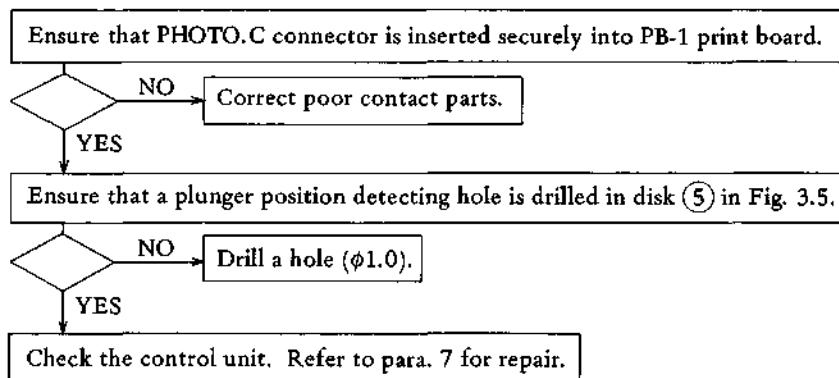 Ensure that PHOTO.C connector is inserted securely into PB-1 print board.
NO
Correct poor contact parts.
YES
Ensure that a plunger position detecting hole is drilled in disk ⑤ in Fig. 3.5.
NO
Drill a hole (φ1.0).
YES
Check the control unit. Refer to para. 7 for repair.